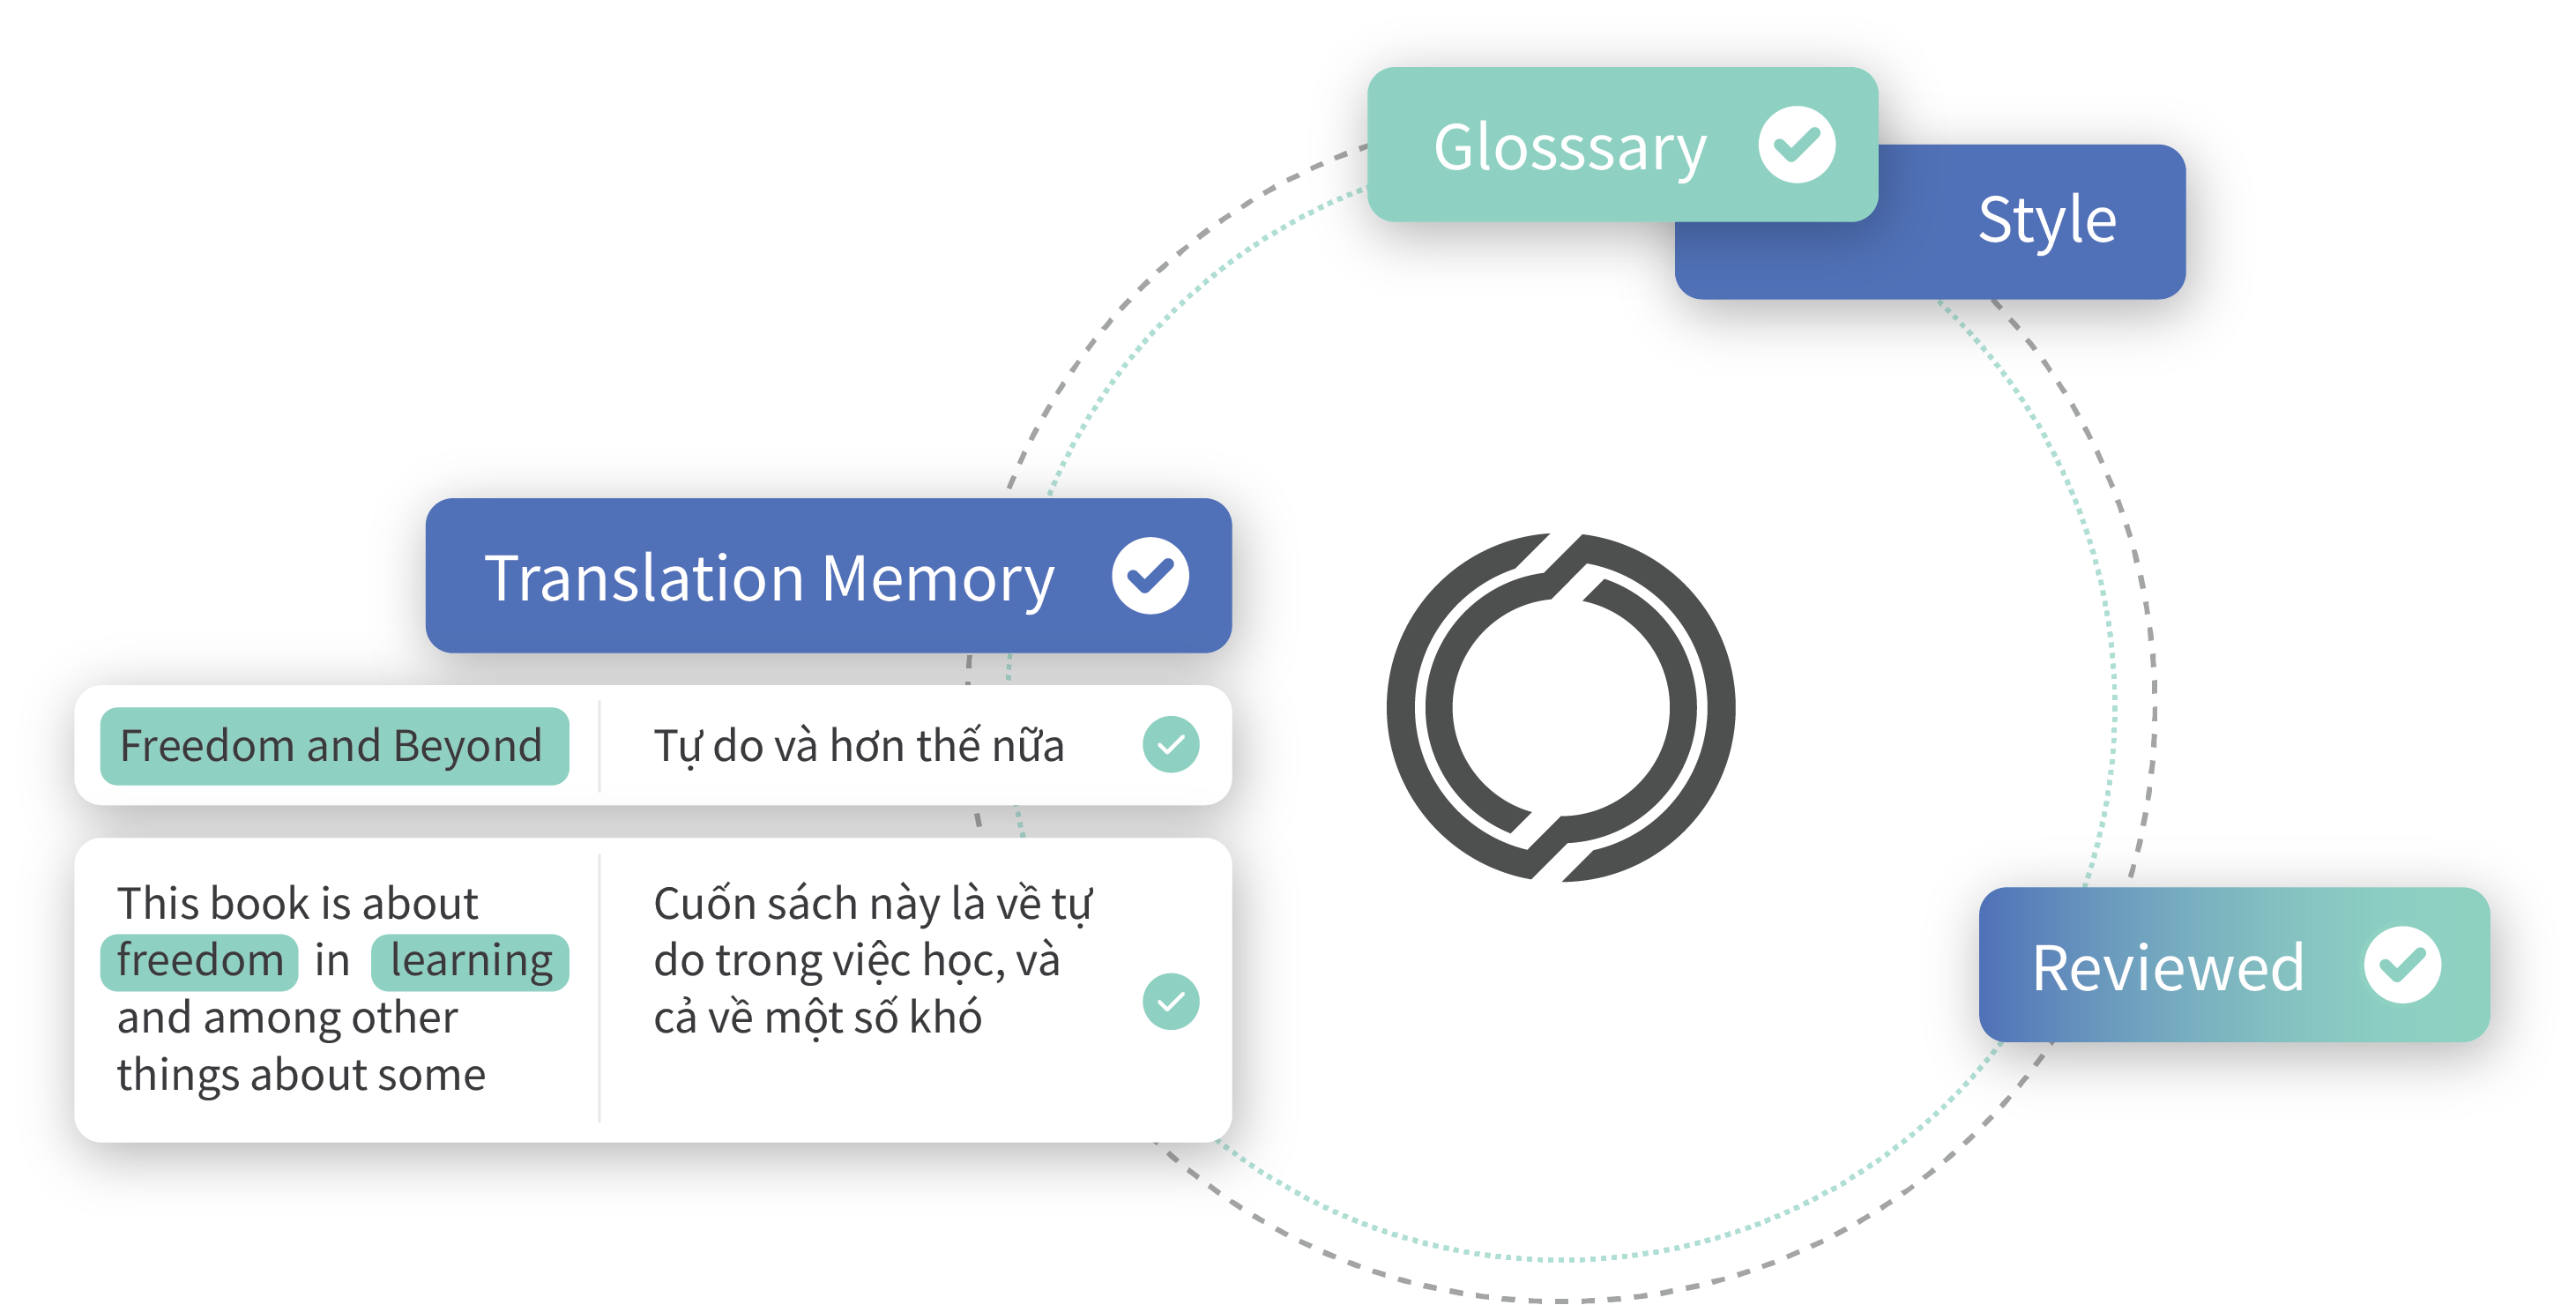 Glosssary
Style
Translation Memory
Freedom and Beyond
Tự do và hơn thế nữa
This book is about
freedom in learning
and among other
things about some
Cuốn sách này là về tự
do trong việc học, và
cả về một số khó
Reviewed